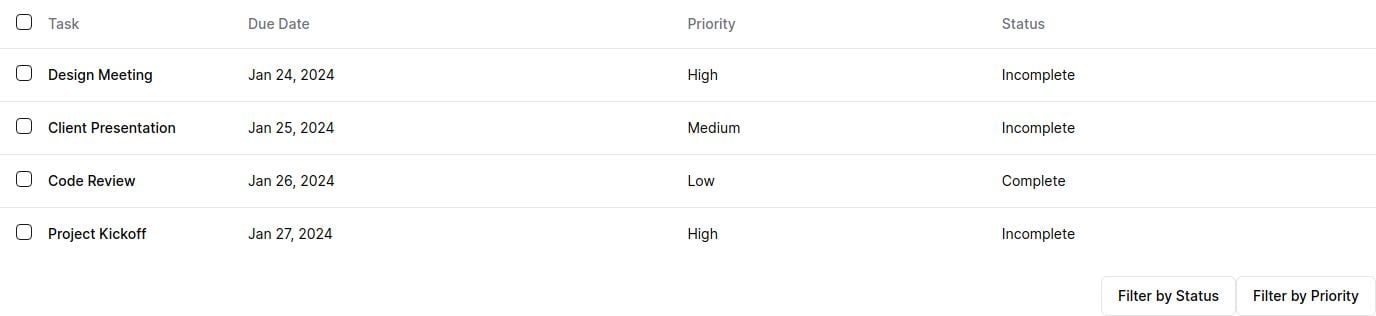 Task Due Date Priority Status
Design Meeting Jan 24, 2024 High Incomplete
Client Presentation Jan 25, 2024 Medium Incomplete
Code Review Jan 26, 2024 Low Complete
Project Kickoff Jan 27, 2024 High Incomplete
Filter by Status Filter by Priority